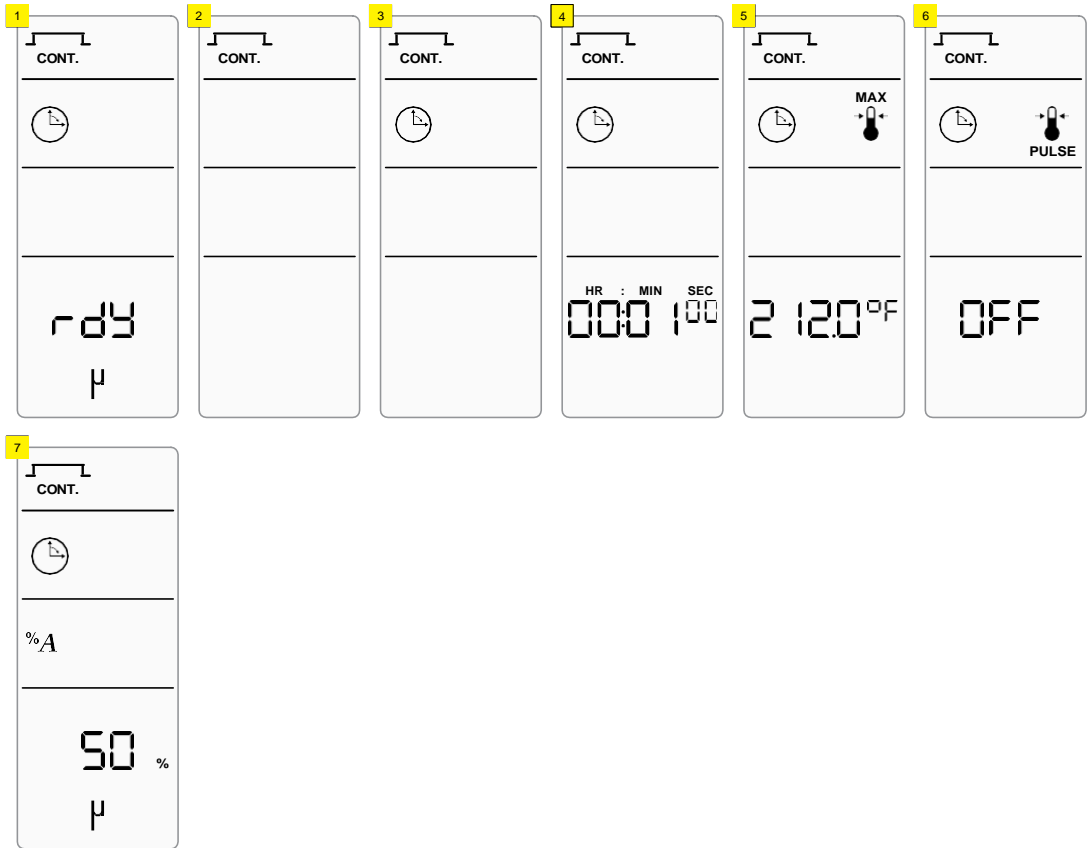 1
CONT.
rdY
µ
2
CONT.
3
CONT.
4
CONT.
HR : MIN SEC
00:01 00
5
CONT.
MAX
212.0 °F
6
CONT.
PULSE
OFF
7
CONT.
%A
50 %
µ